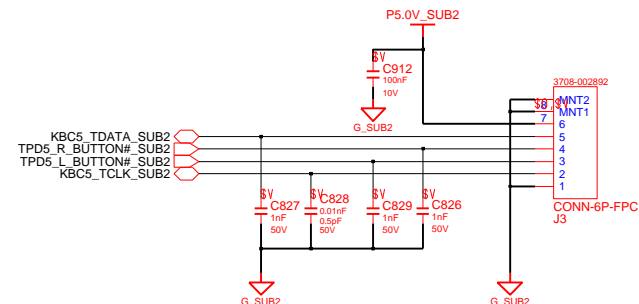 P5.0V_SUB2
$V
C912
100nF
10V
G_SUB2
3708-002892
MNT2
8
MNT1
7
6
KBC5_TDATA_SUB2
5
TPD5_R_BUTTON#_SUB2
4
TPD5_L_BUTTON#_SUB2
3
KBC5_TCLK_SUB2
2
1
$V
C827
1nF
50V
$V
C828
0.01nF
0.5pF
50V
$V
C829
1nF
50V
$V
C826
1nF
50V
CONN-6P-FPC
J3
G_SUB2
G_SUB2